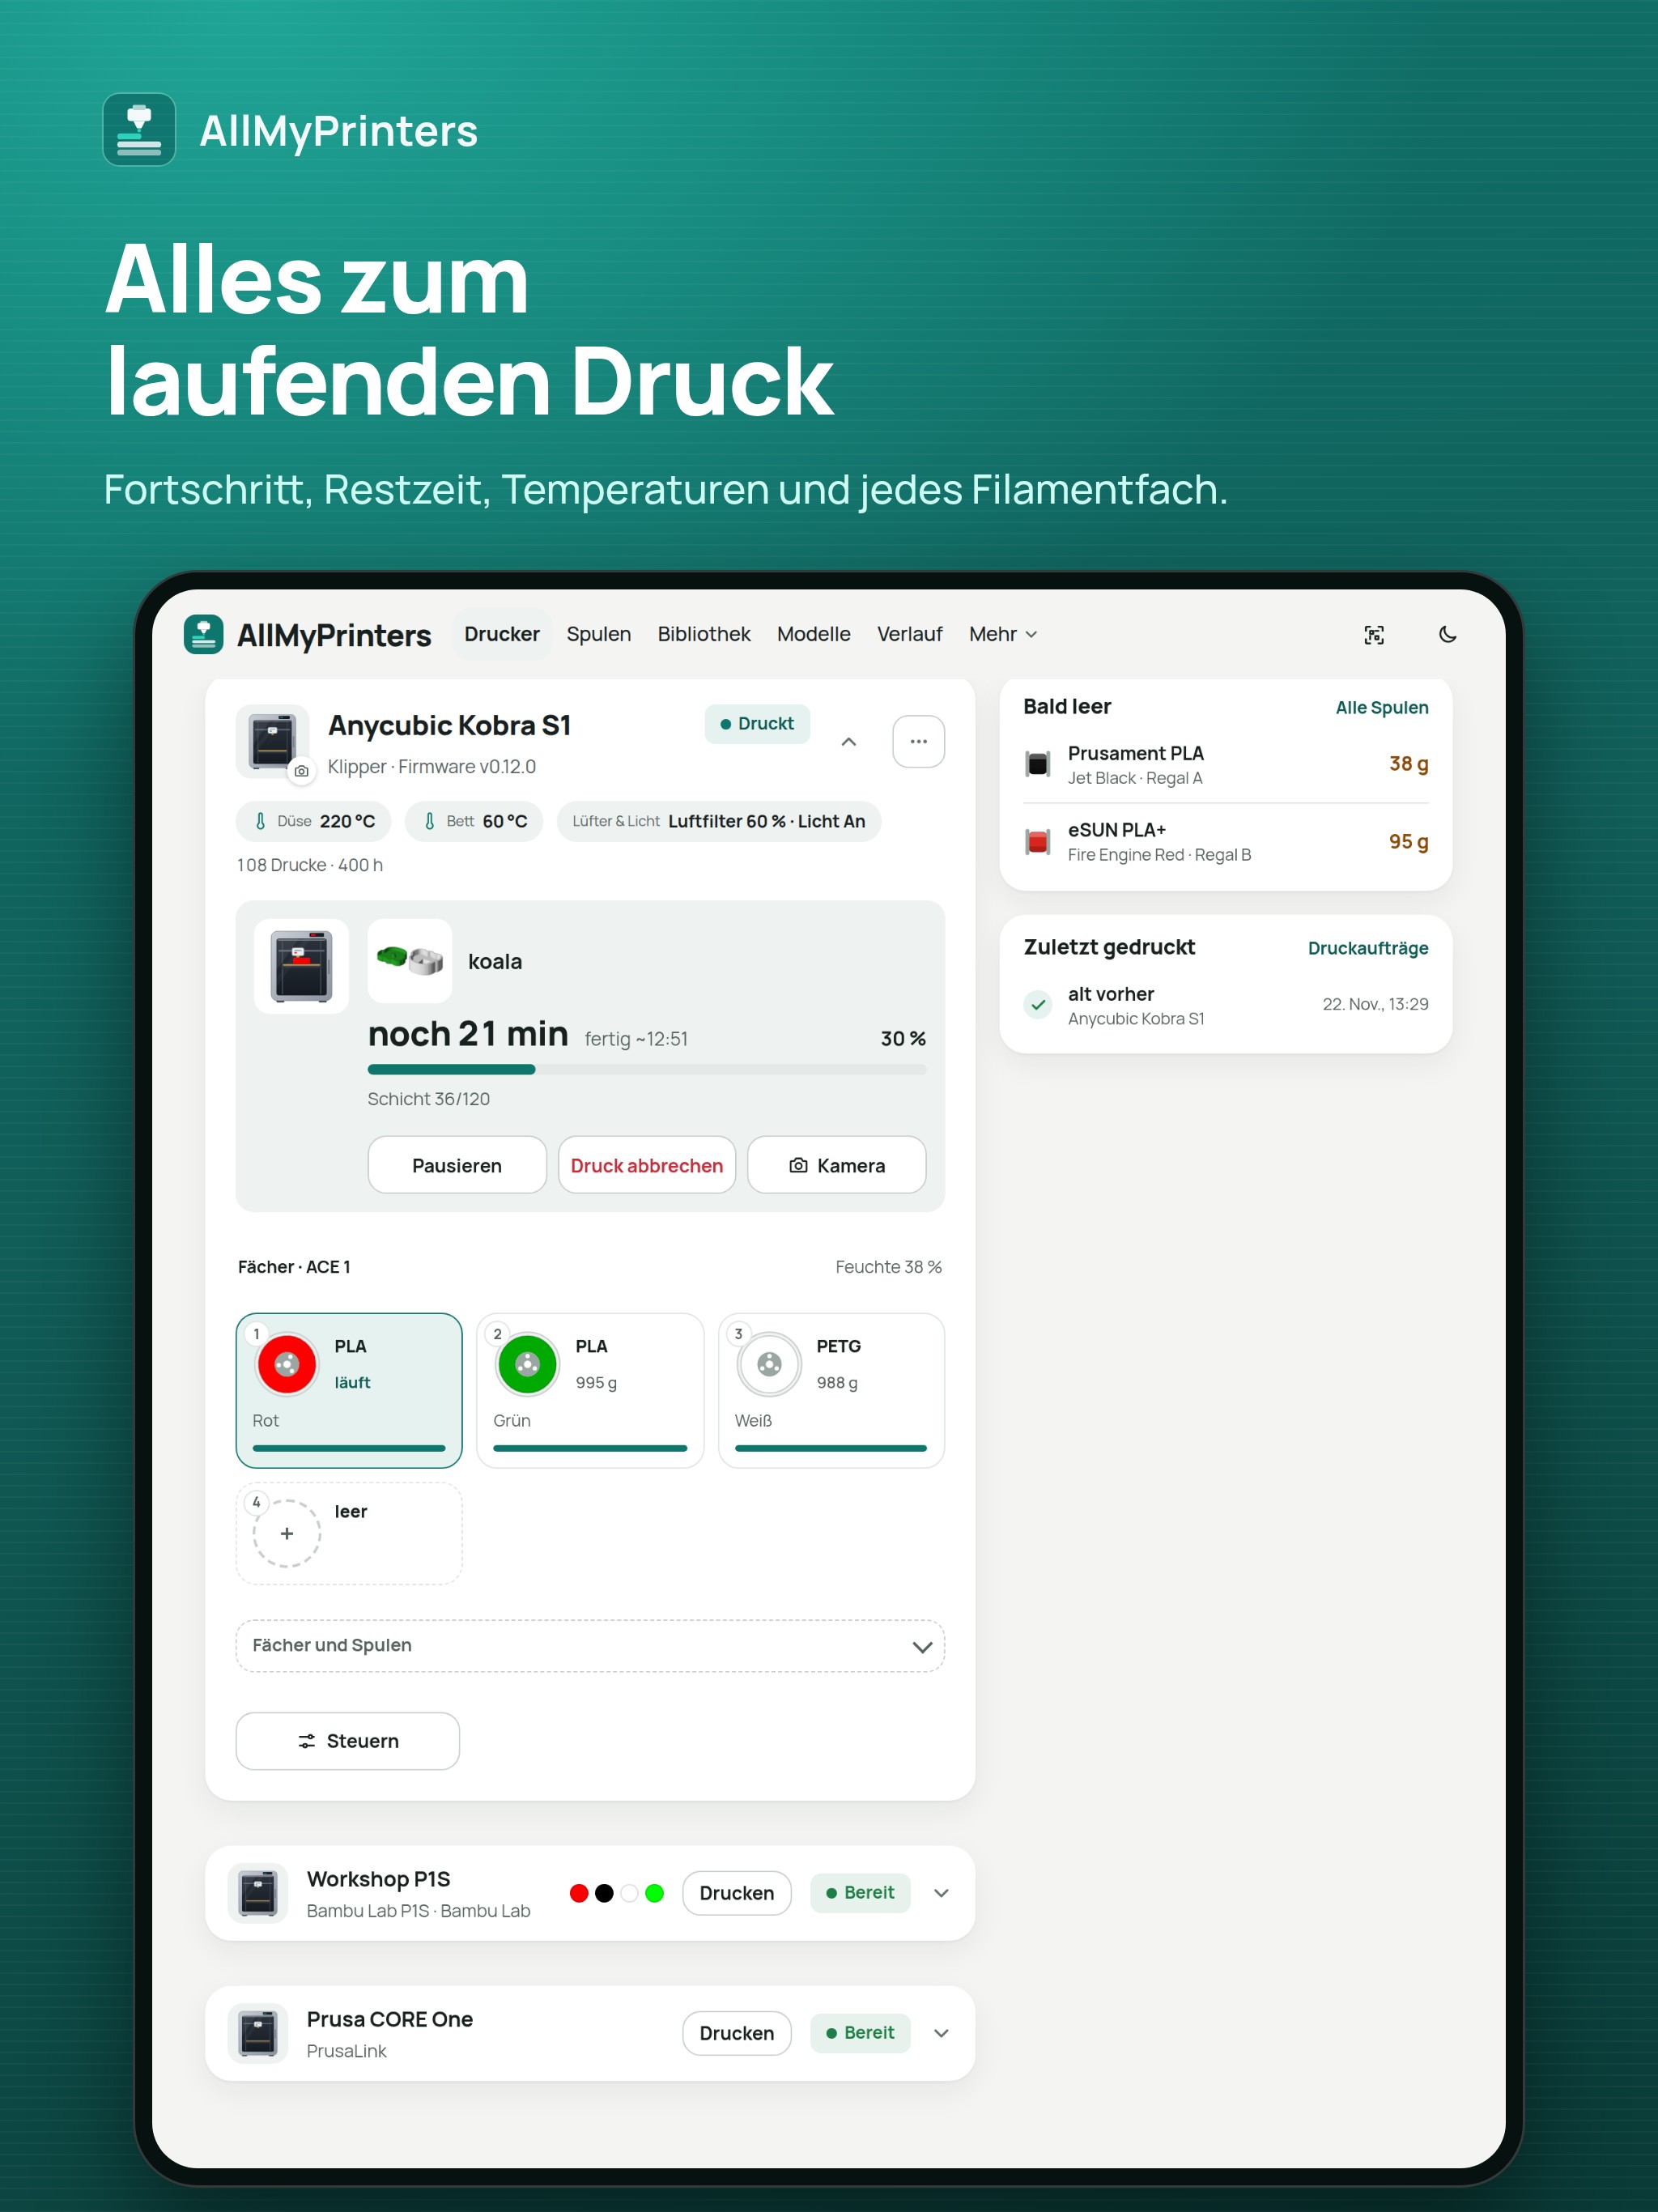 AllMyPrinters
Alles zum
laufenden Druck
Fortschritt, Restzeit, Temperaturen und jedes Filamentfach.
AllMyPrinters Drucker Spulen Bibliothek Modelle Verlauf Mehr
Anycubic Kobra S1 Druckt
Klipper · Firmware v0.12.0
Düse 220 °C Bett 60 °C Lüfter & Licht Luftfilter 60 % · Licht An
108 Drucke · 400 h
koala
noch 21 min fertig ~12:51 30 %
Schicht 36/120
Pausieren Druck abbrechen Kamera
Fächer · ACE 1 Feuchte 38 %
1 PLA
läuft
Rot
2 PLA
995 g
Grün
3 PETG
988 g
Weiß
4 leer
+
Fächer und Spulen
Steuern
Workshop P1S
Bambu Lab P1S · Bambu Lab
Drucken Bereit
Prusa CORE One
PrusaLink
Drucken Bereit
Bald leer Alle Spulen
Prusament PLA
Jet Black · Regal A
38 g
eSUN PLA+
Fire Engine Red · Regal B
95 g
Zuletzt gedruckt Druckaufträge
alt vorher
Anycubic Kobra S1
22. Nov., 13:29